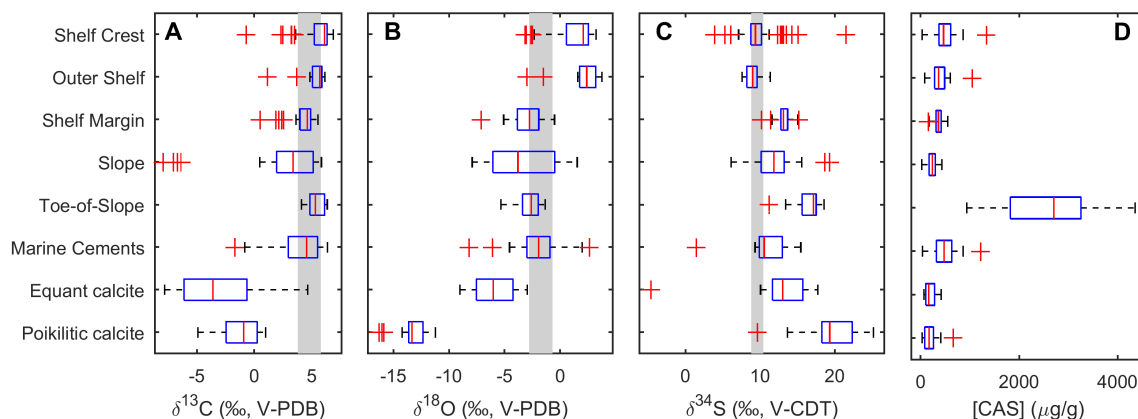 A B C D
Shelf Crest
Outer Shelf
Shelf Margin
Slope
Toe-of-Slope
Marine Cements
Equant calcite
Poikilitic calcite
-5 0 5 -15 -10 -5 0 0 10 20 0 2000 4000
δ¹³C (‰, V-PDB) δ¹⁸O (‰, V-PDB) δ³⁴S (‰, V-CDT) [CAS] (μg/g)